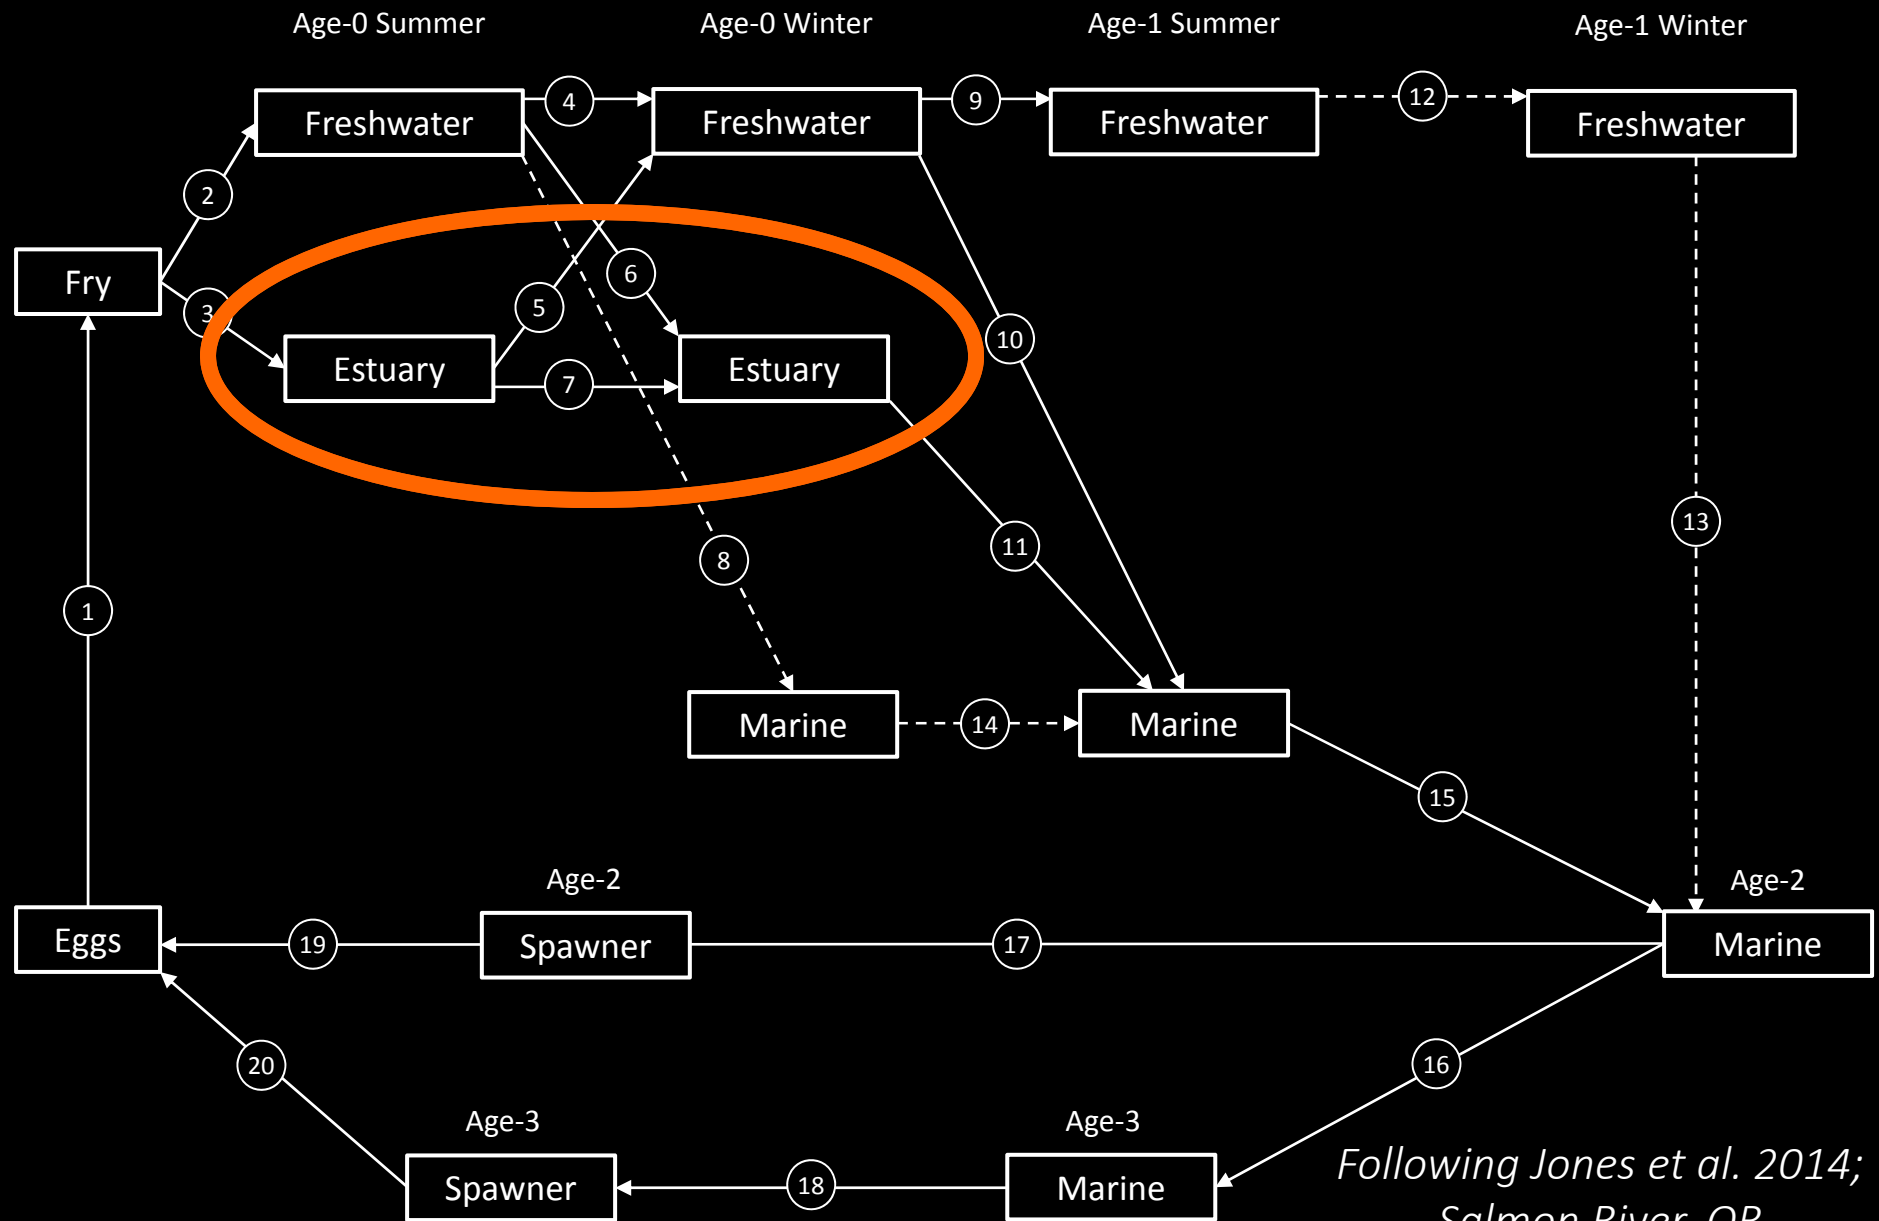 Age-0 Summer
Age-0 Winter
Age-1 Summer
Age-1 Winter
Freshwater
4
Freshwater
9
Freshwater
12
Freshwater
2
Fry
3
5
6
Estuary
7
Estuary
10
13
8
11
1
Marine
14
Marine
15
Age-2
Age-2
Eggs
19
Spawner
17
Marine
20
16
Age-3
Age-3
Spawner
18
Marine
Following Jones et al. 2014;
Salmon River, OR